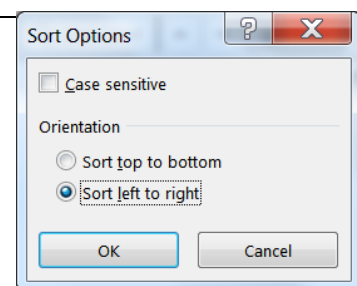 Sort Options
Case sensitive
Orientation
Sort top to bottom
Sort left to right
OK
Cancel